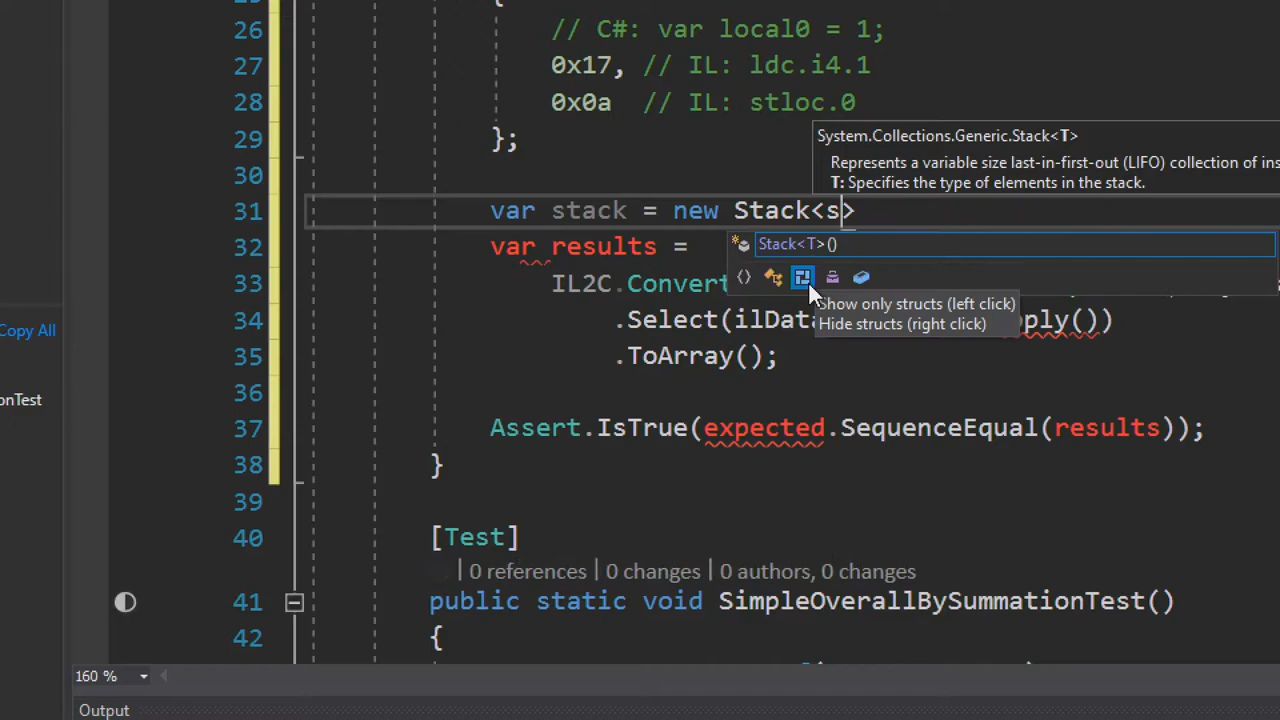 {
26 // C#: var local0 = 1;
27 0x17, // IL: ldc.i4.1
28 0x0a // IL: stloc.0
29 };
System.Collections.Generic.Stack<T>
Represents a variable size last-in-first-out (LIFO) collection of ins
T: Specifies the type of elements in the stack.
30
31 var stack = new Stack<s>
Stack<T>()
32 var results =
33 IL2C.Convert
Show only structs (left click)
Hide structs (right click)
34 .Select(ilData pply())
35 .ToArray();
Copy All
36
onTest
37 Assert.IsTrue(expected.SequenceEqual(results));
38 }
39
40 [Test]
0 references | 0 changes | 0 authors, 0 changes
41 public static void SimpleOverallBySummationTest()
42 {
160 %
Output